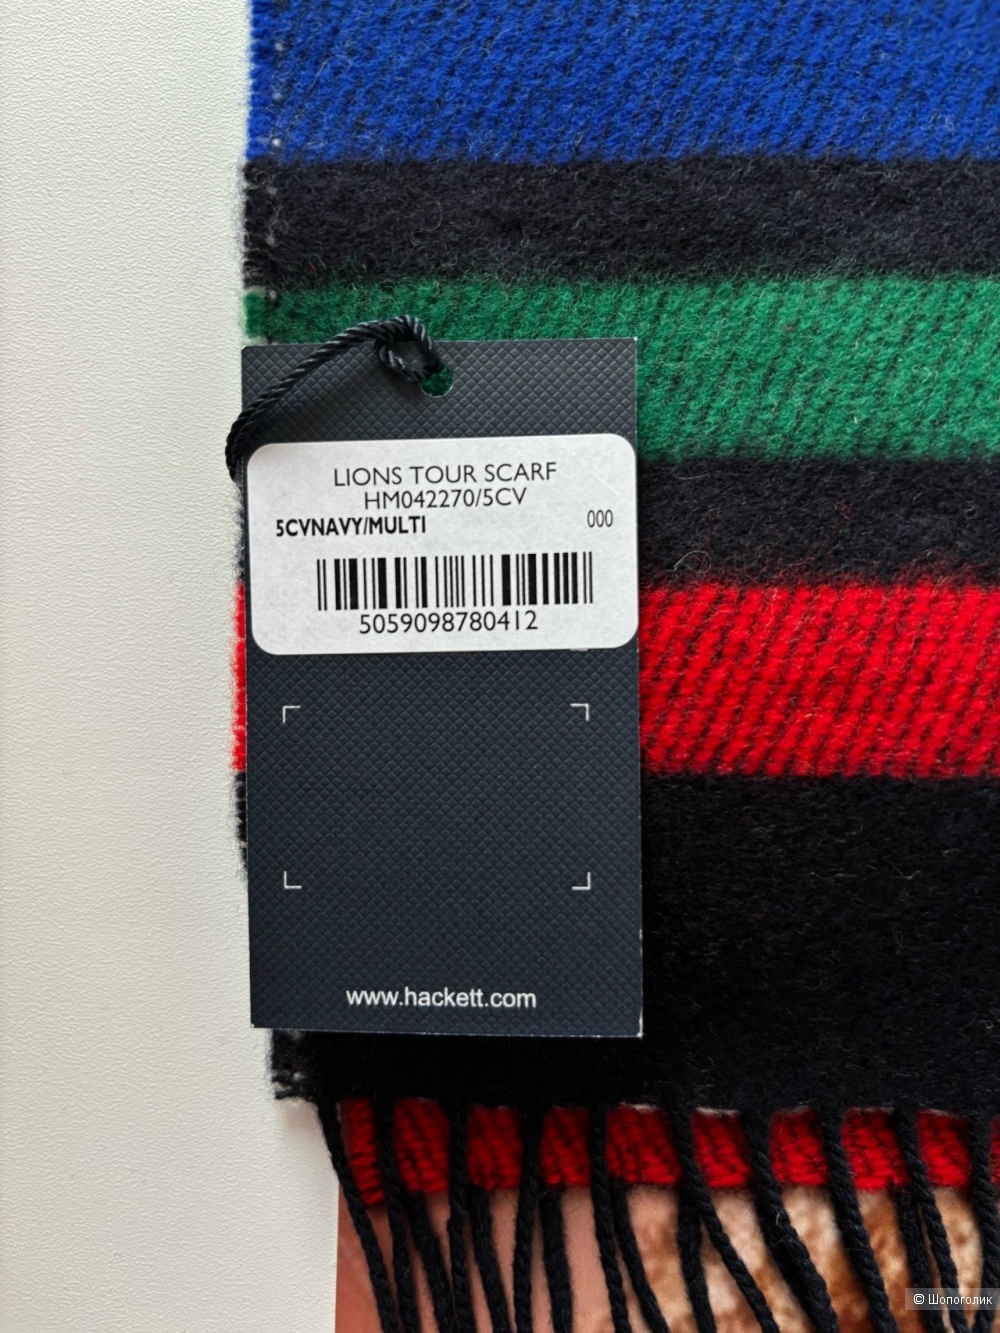 LIONS TOUR SCARF
HM042270/5CV
5CVNAVY/MULTI 000
5059098780412
www.hackett.com
© Шопоголик